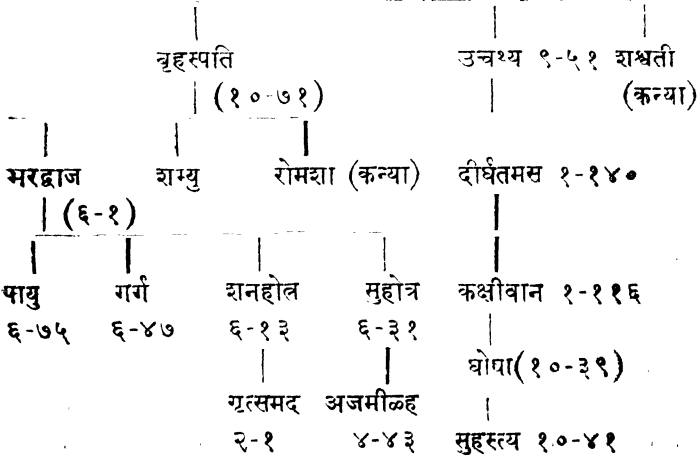 वृहस्पति उचथ्य ९-५१ शश्वती
(१०-७१) (कन्या)
भरद्वाज शम्यु रोमशा (कन्या) दीर्घतमस १-१४०
(६-१)
पायु गर्ग शनहोत्र सुहोत्र कक्षीवान १-११६
६-७५ ६-४७ ६-१३ ६-३१
घोषा(१०-३९)
गृत्समद अजमीळ्ह
२-१ ४-४३ सुहस्त्य १०-४१